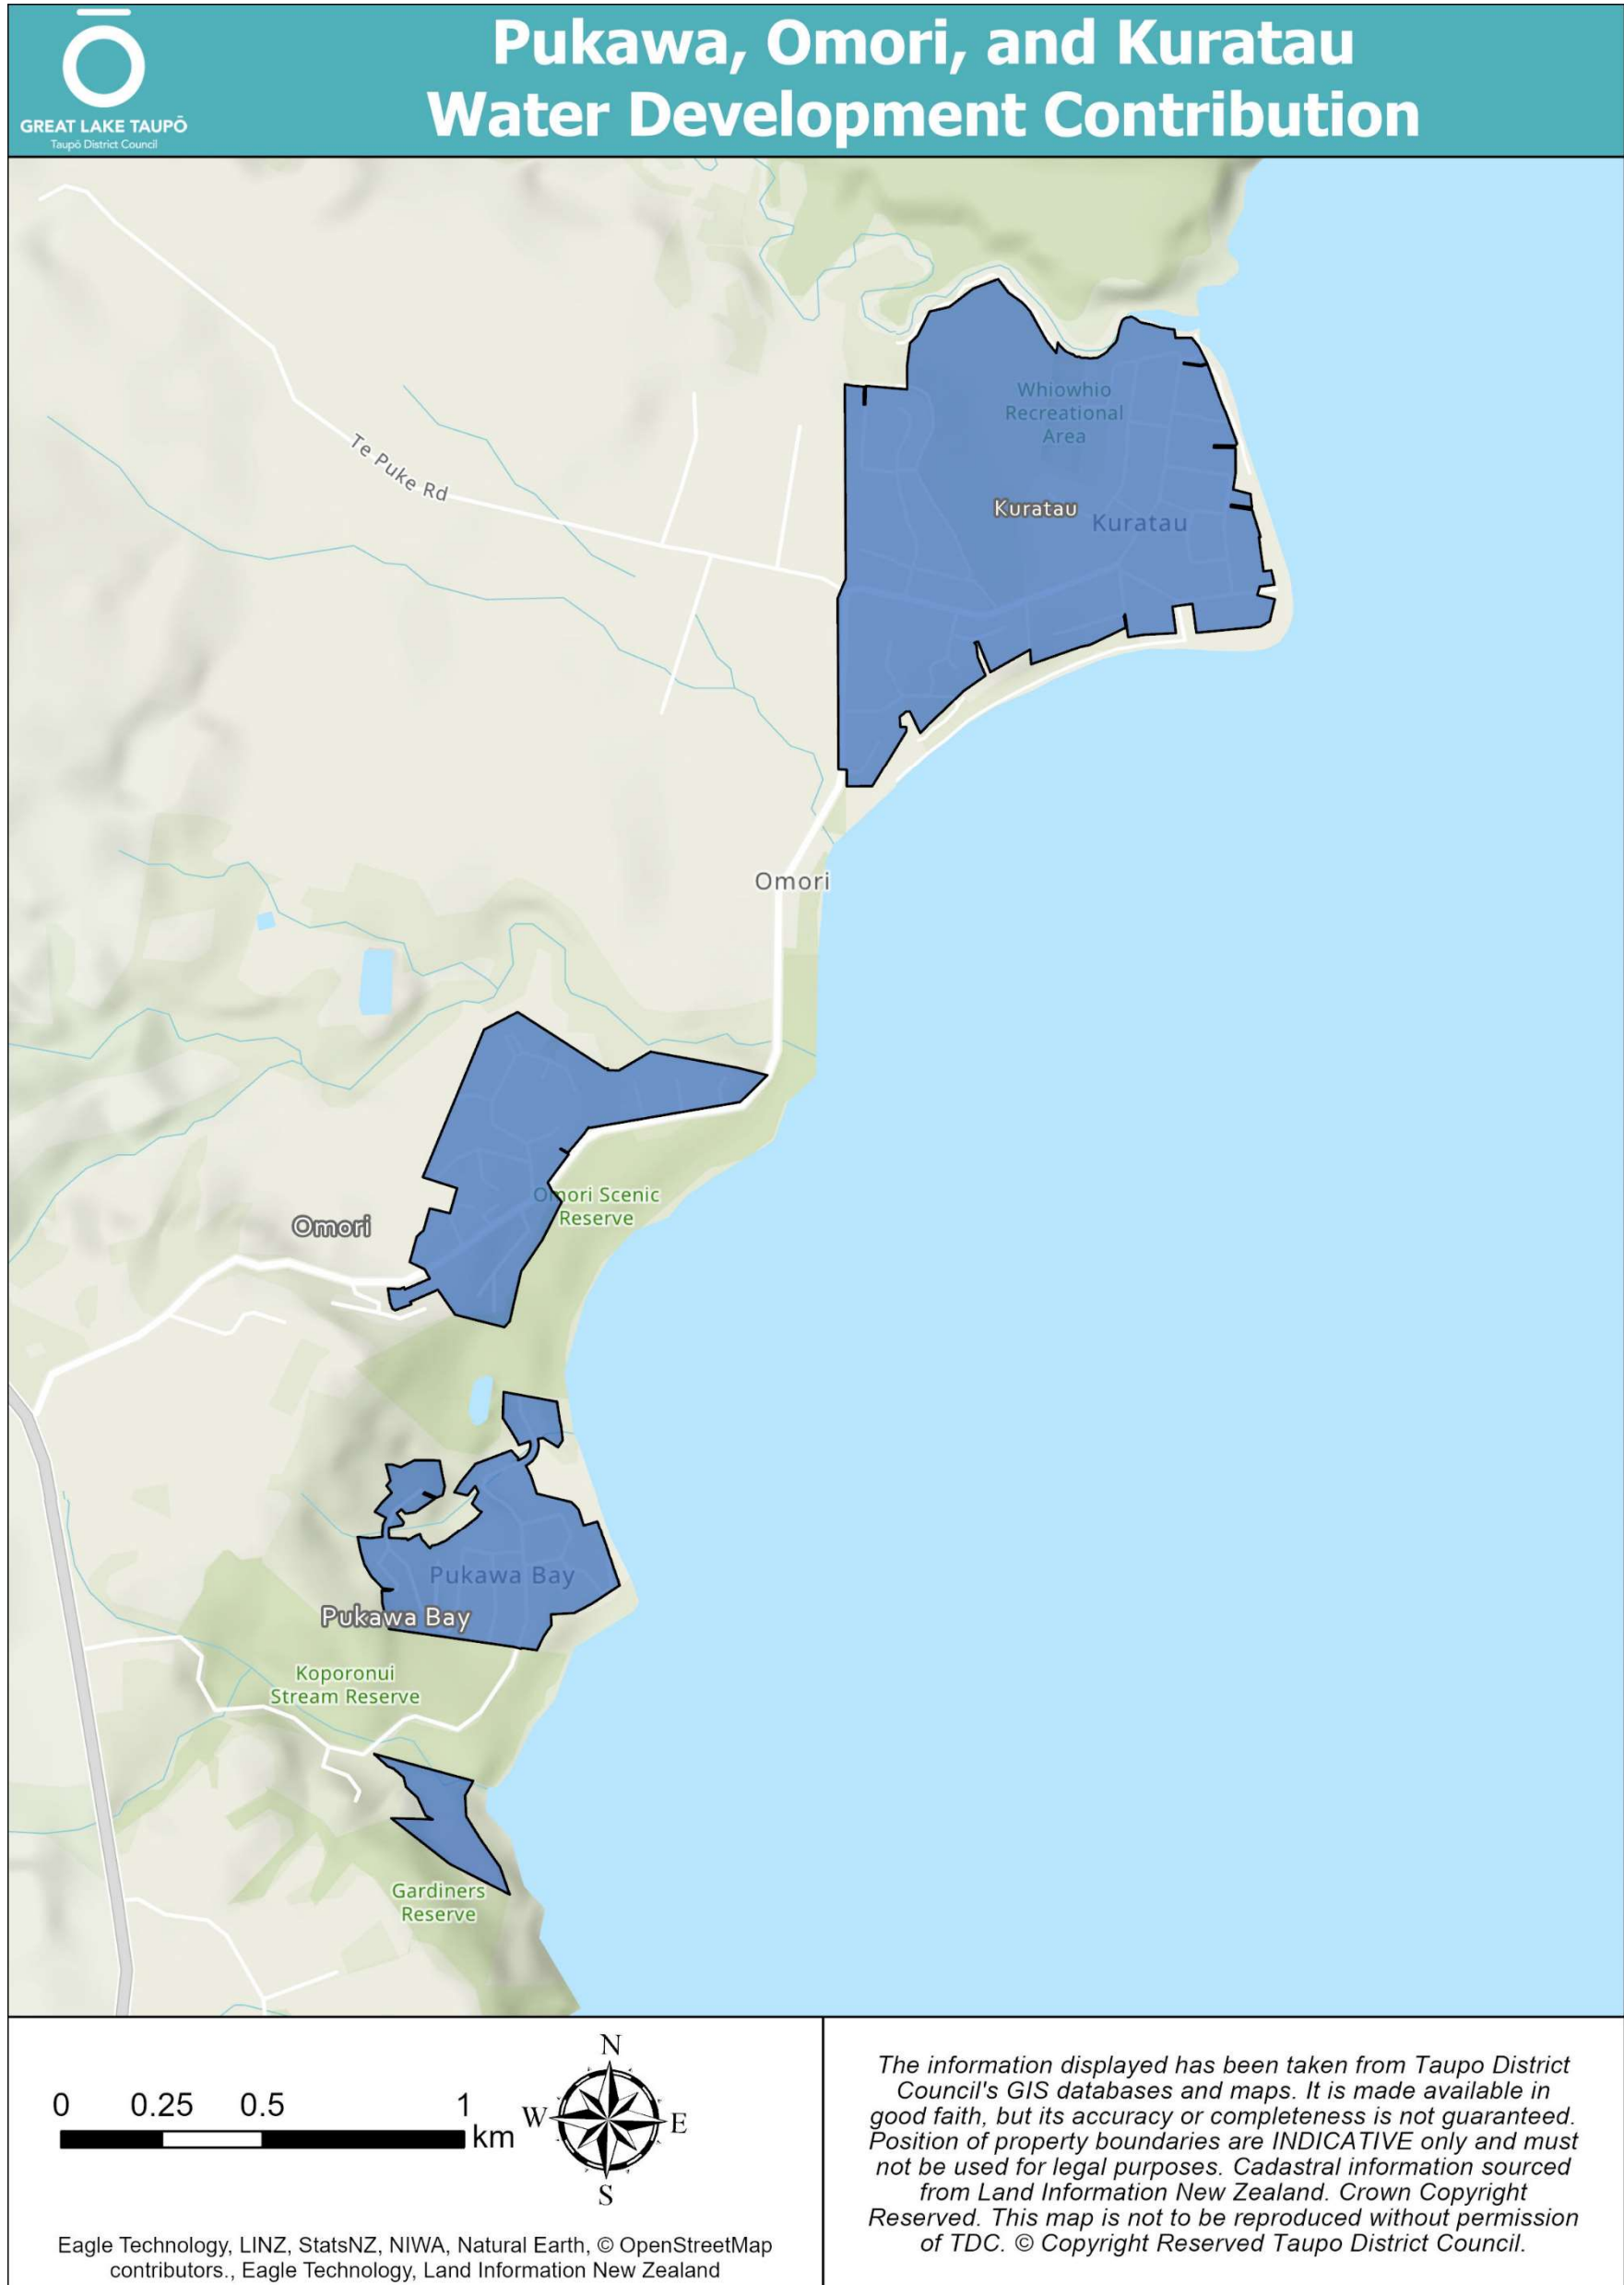 GREAT LAKE TAUPŌ
Taupō District Council
Pukawa, Omori, and Kuratau
Water Development Contribution
Whiowhio
Recreational
Area
Te Puke Rd
Kuratau
Kuratau
Omori
Omori Scenic
Reserve
Omori
Pukawa Bay
Pukawa Bay
Koporonui
Stream Reserve
Gardiners
Reserve
0 0.25 0.5 1
km
N
W
E
S
Eagle Technology, LINZ, StatsNZ, NIWA, Natural Earth, © OpenStreetMap
contributors., Eagle Technology, Land Information New Zealand
The information displayed has been taken from Taupo District
Council's GIS databases and maps. It is made available in
good faith, but its accuracy or completeness is not guaranteed.
Position of property boundaries are INDICATIVE only and must
not be used for legal purposes. Cadastral information sourced
from Land Information New Zealand. Crown Copyright
Reserved. This map is not to be reproduced without permission
of TDC. © Copyright Reserved Taupo District Council.